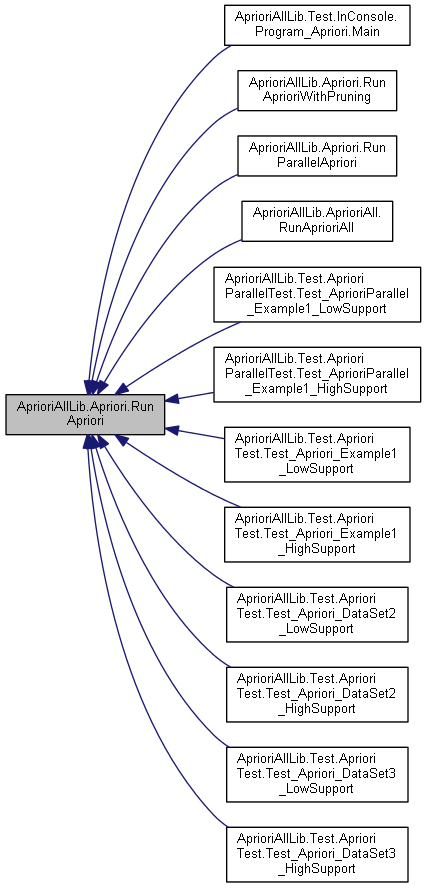 AprioriAllLib.Test.InConsole.
Program_Apriori.Main
AprioriAllLib.Apriori.Run
AprioriWithPruning
AprioriAllLib.Apriori.Run
ParallelApriori
AprioriAllLib.AprioriAll.
RunAprioriAll
AprioriAllLib.Test.Apriori
ParallelTest.Test_AprioriParallel
_Example1_LowSupport
AprioriAllLib.Test.Apriori
ParallelTest.Test_AprioriParallel
_Example1_HighSupport
AprioriAllLib.Apriori.Run
Apriori
AprioriAllLib.Test.Apriori
Test.Test_Apriori_Example1
_LowSupport
AprioriAllLib.Test.Apriori
Test.Test_Apriori_Example1
_HighSupport
AprioriAllLib.Test.Apriori
Test.Test_Apriori_DataSet2
_LowSupport
AprioriAllLib.Test.Apriori
Test.Test_Apriori_DataSet2
_HighSupport
AprioriAllLib.Test.Apriori
Test.Test_Apriori_DataSet3
_LowSupport
AprioriAllLib.Test.Apriori
Test.Test_Apriori_DataSet3
_HighSupport